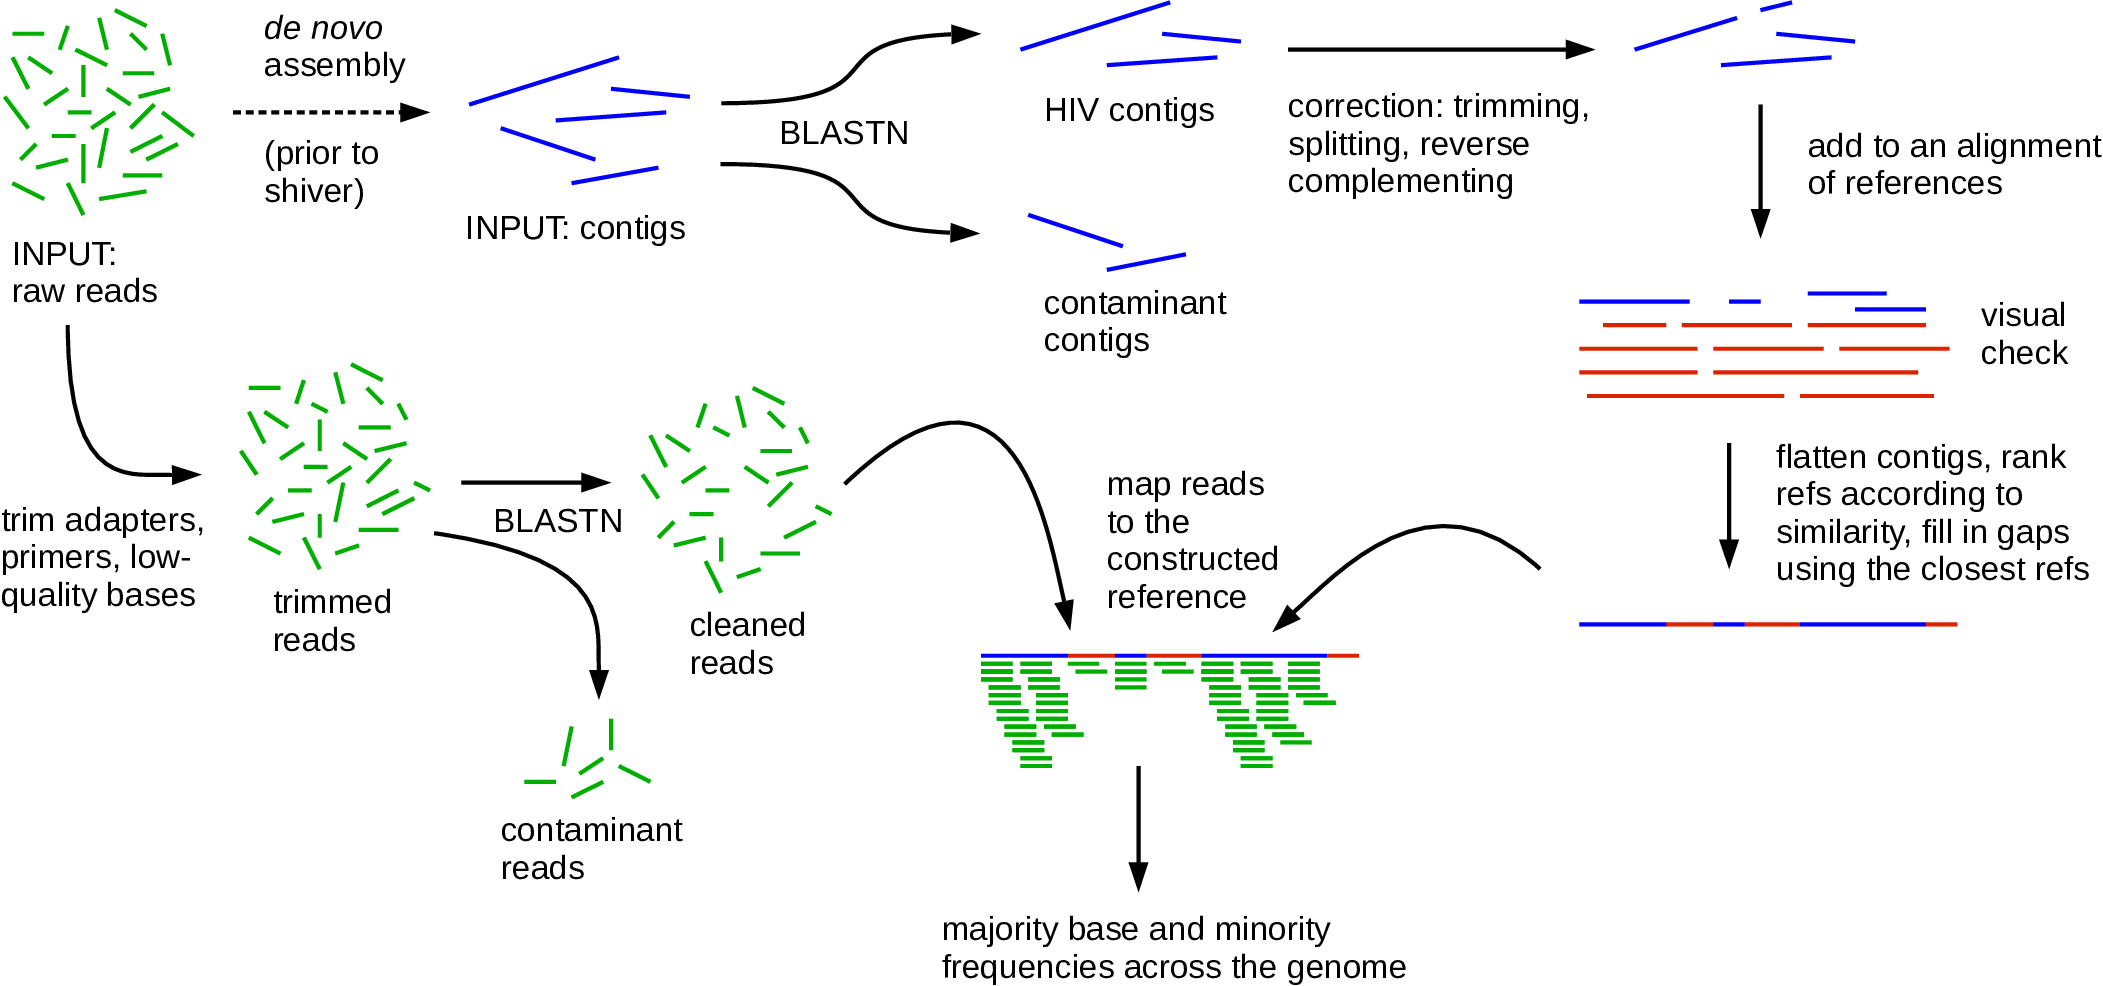 de novo
assembly
(prior to
shiver)
INPUT:
raw reads
INPUT: contigs
BLASTN
HIV contigs
contaminant
contigs
correction: trimming,
splitting, reverse
complementing
add to an alignment
of references
visual
check
flatten contigs, rank
refs according to
similarity, fill in gaps
using the closest refs
trim adapters,
primers, low-
quality bases
trimmed
reads
BLASTN
contaminant
reads
cleaned
reads
map reads
to the
constructed
reference
majority base and minority
frequencies across the genome